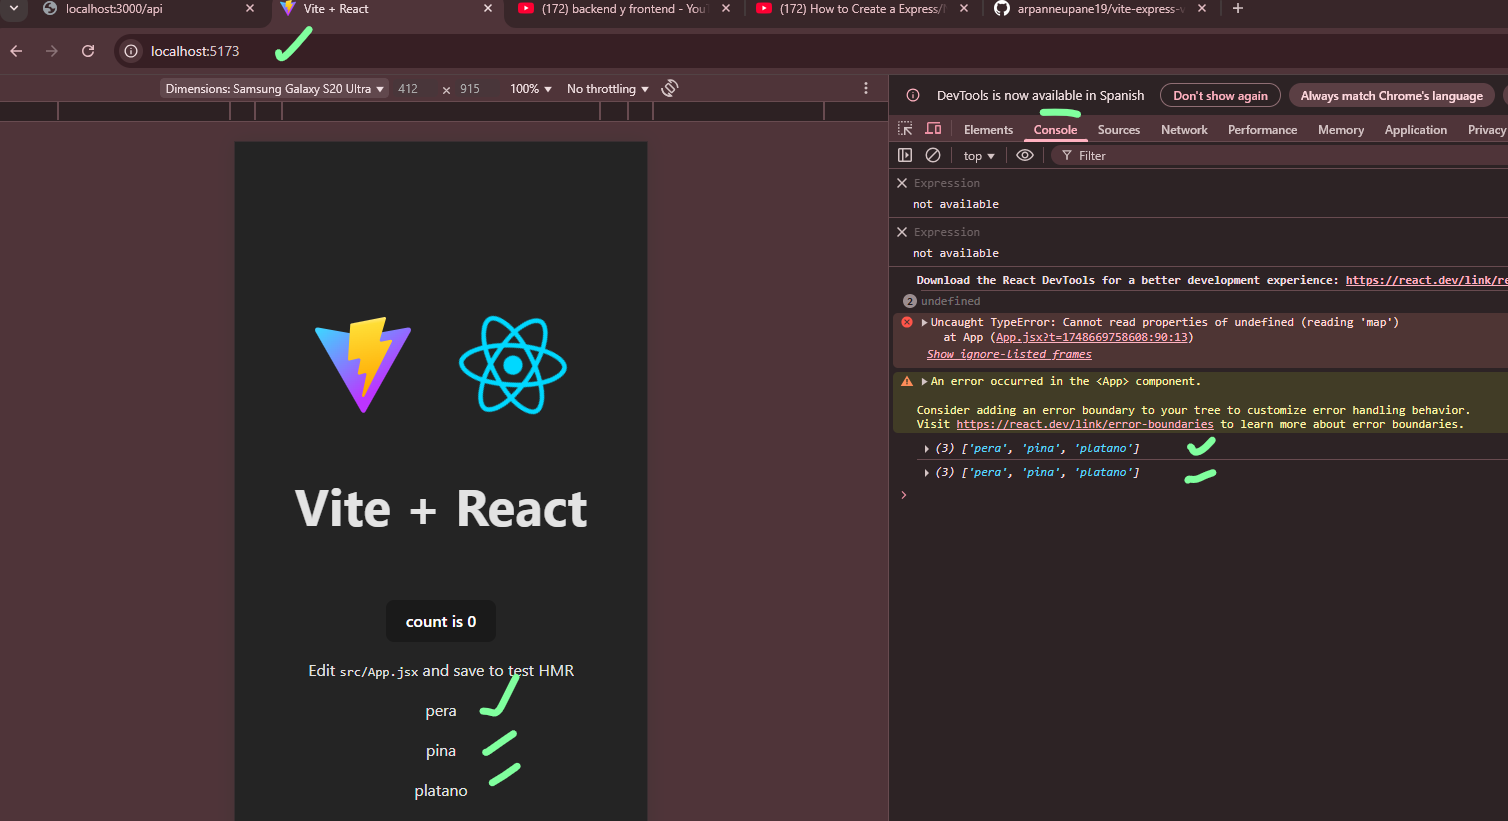 localhost:3000/api
Vite + React
(172) backend y frontend - You
(172) How to Create a Express/
arpanneupane19/vite-express-
localhost:5173
Dimensions: Samsung Galaxy S20 Ultra
412
×
915
100%
No throttling
DevTools is now available in Spanish
Don't show again
Always match Chrome's language
Elements
Console
Sources
Network
Performance
Memory
Application
Privacy
top
Filter
Expression
not available
Expression
not available
Download the React DevTools for a better development experience: https://react.dev/link/re
2 undefined
Uncaught TypeError: Cannot read properties of undefined (reading 'map')
at App (App.jsx?t=1748669758608:90:13)
Show ignore-listed frames
An error occurred in the <App> component.
Consider adding an error boundary to your tree to customize error handling behavior.
Visit https://react.dev/link/error-boundaries to learn more about error boundaries.
(3) ['pera', 'pina', 'platano']
(3) ['pera', 'pina', 'platano']
Vite + React
count is 0
Edit src/App.jsx and save to test HMR
pera
pina
platano